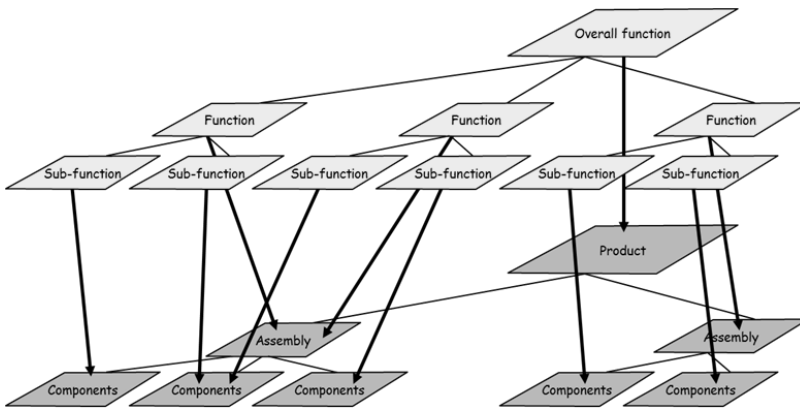 Overall function
Function
Function
Function
Sub-function
Sub-function
Sub-function
Sub-function
Sub-function
Sub-function
Product
Assembly
Assembly
Components
Components
Components
Components
Components